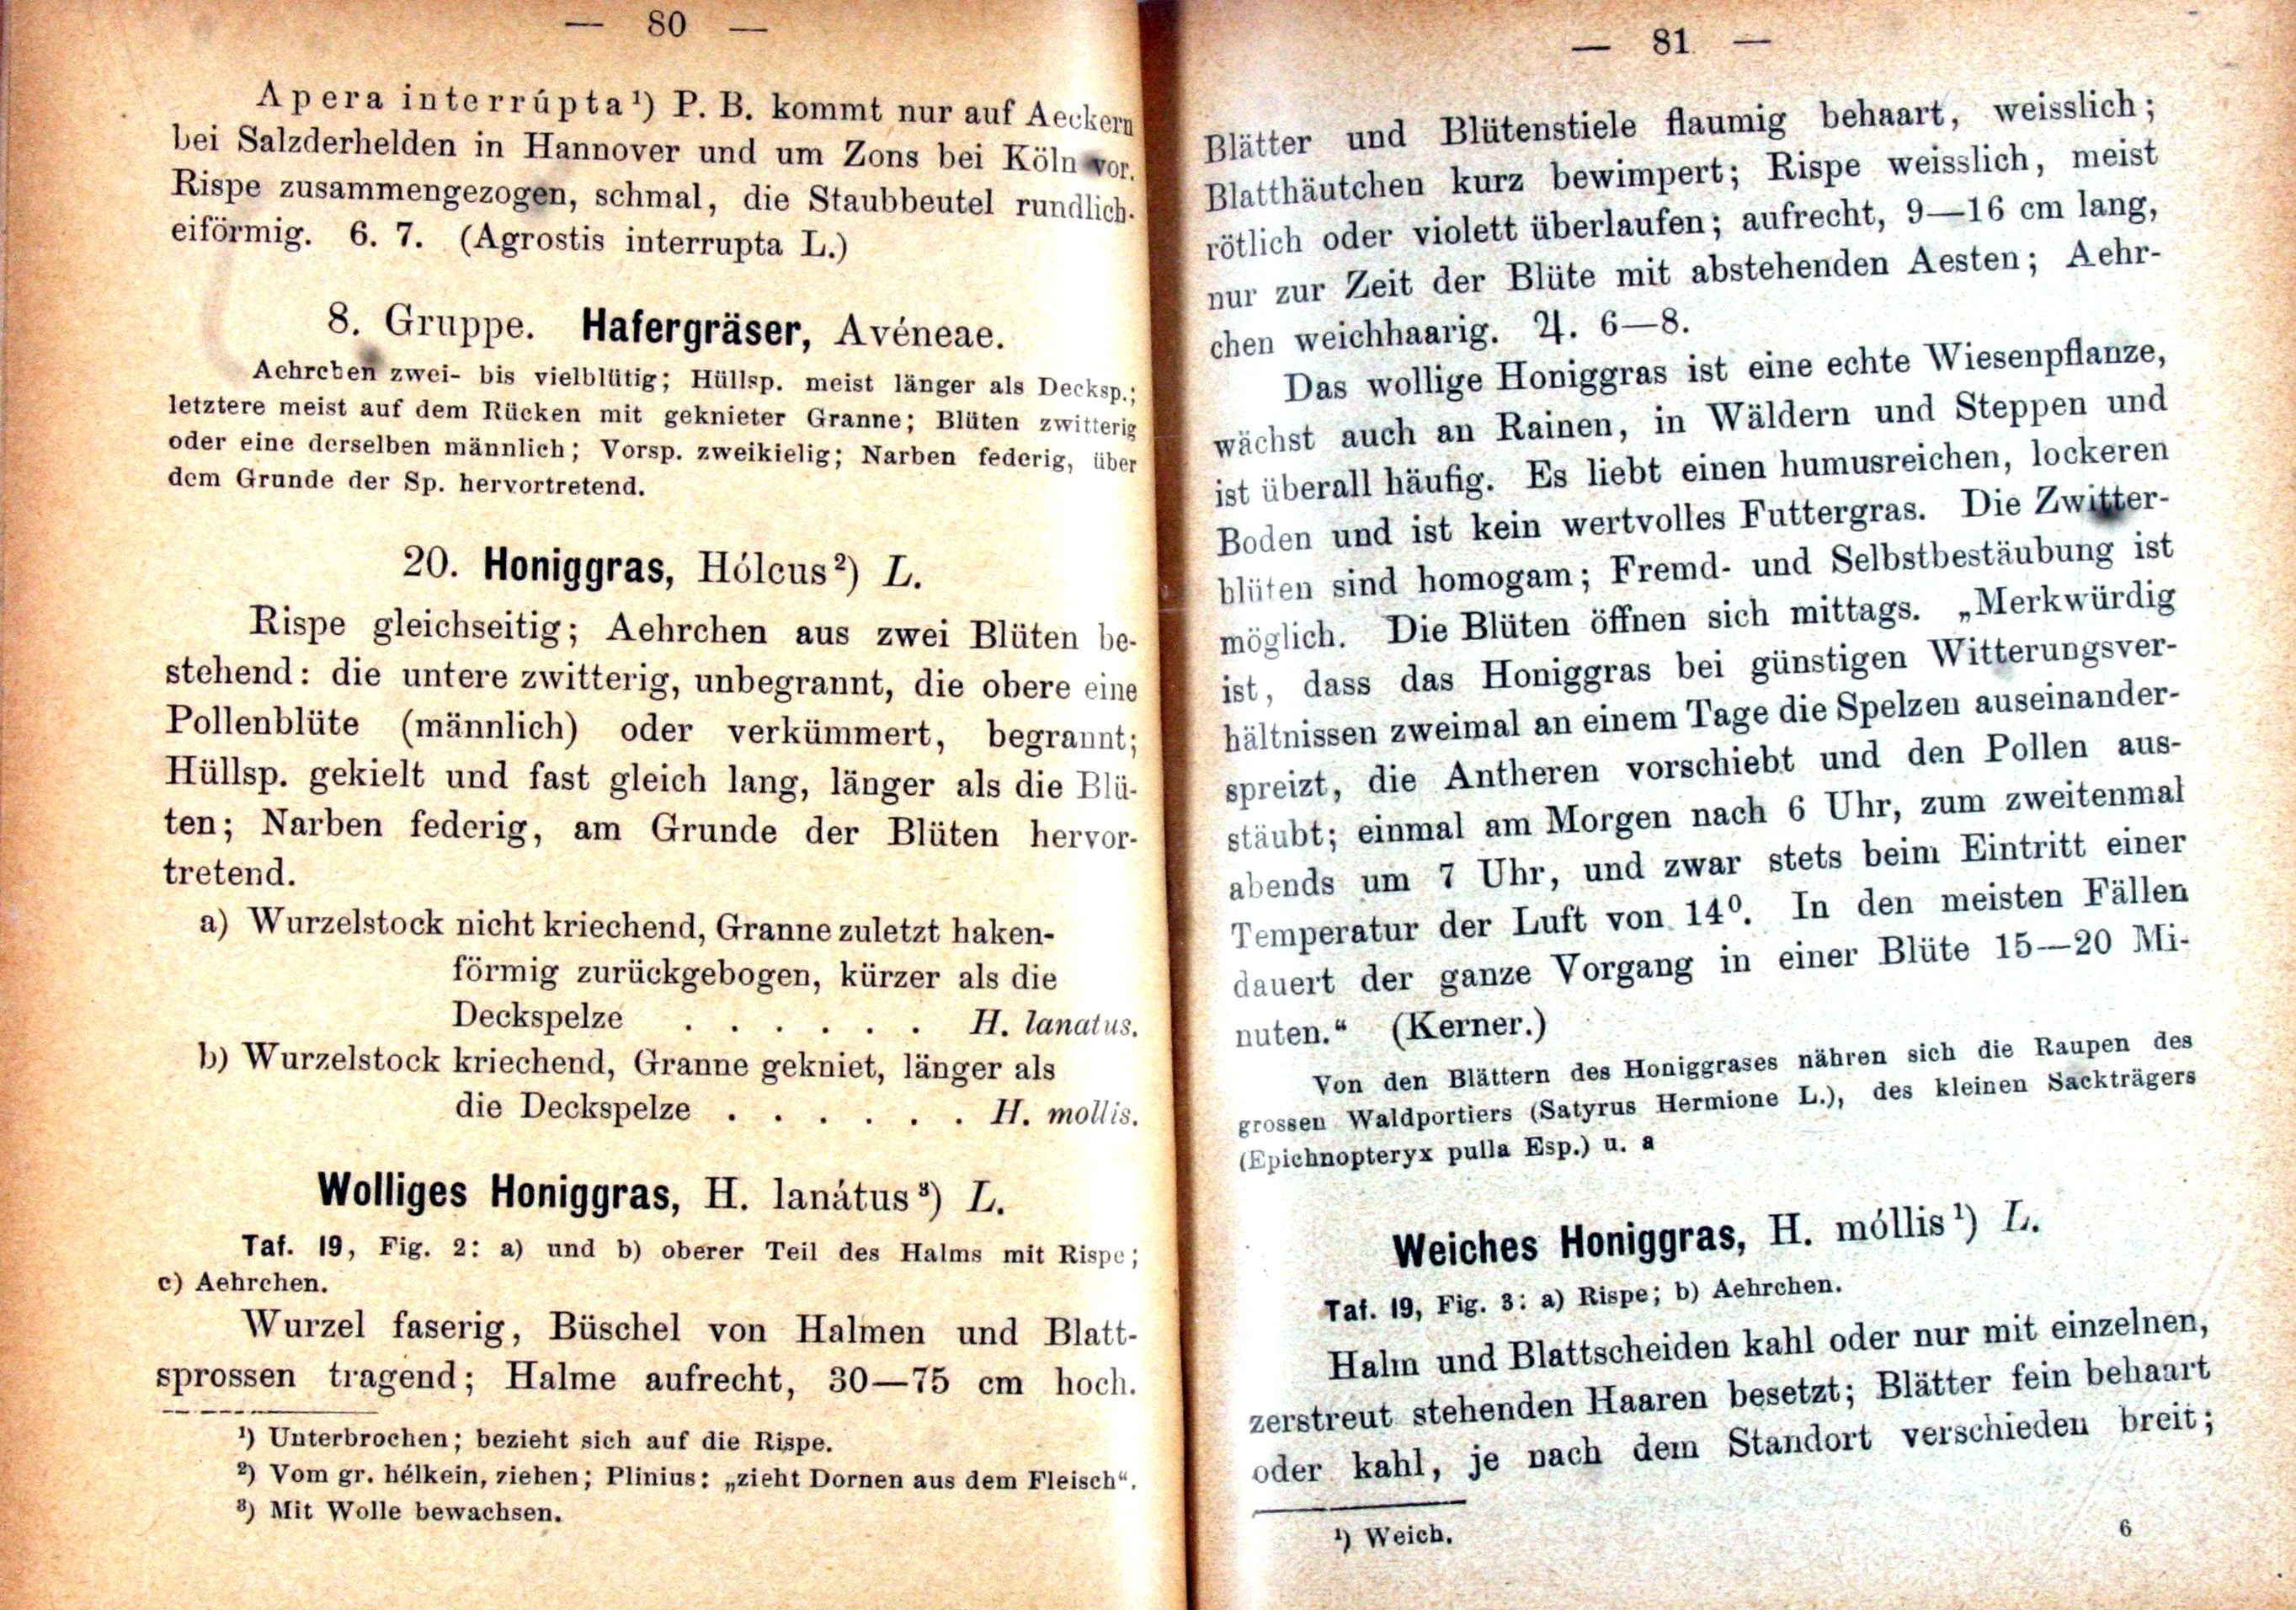 — 80 —
Apera interrúpta¹) P. B. kommt nur auf Aeckern
bei Salzderhelden in Hannover und um Zons bei Köln vor.
Rispe zusammengezogen, schmal, die Staubbeutel rundlich-
eiförmig. 6. 7. (Agrostis interrupta L.)
8. Gruppe. Hafergräser, Avéneae.
Aehrchen zwei- bis vielblütig; Hüllsp. meist länger als Decksp.;
letztere meist auf dem Rücken mit geknieter Granne; Blüten zwitterig
oder eine derselben männlich; Vorsp. zweikielig; Narben federig, über
dem Grunde der Sp. hervortretend.
20. Honiggras, Hólcus²) L.
Rispe gleichseitig; Aehrchen aus zwei Blüten be-
stehend: die untere zwitterig, unbegrannt, die obere eine
Pollenblüte (männlich) oder verkümmert, begrannt;
Hüllsp. gekielt und fast gleich lang, länger als die Blü-
ten; Narben federig, am Grunde der Blüten hervor-
tretend.
a) Wurzelstock nicht kriechend, Granne zuletzt haken-
förmig zurückgebogen, kürzer als die
Deckspelze . . . . . . H. lanatus.
b) Wurzelstock kriechend, Granne gekniet, länger als
die Deckspelze . . . . . . H. mollis.
Wolliges Honiggras, H. lanátus³) L.
Taf. 19, Fig. 2: a) und b) oberer Teil des Halms mit Rispe;
c) Aehrchen.
Wurzel faserig, Büschel von Halmen und Blatt-
sprossen tragend; Halme aufrecht, 30—75 cm hoch.
¹) Unterbrochen; bezieht sich auf die Rispe.
²) Vom gr. hélkein, ziehen; Plinius: „zieht Dornen aus dem Fleisch“.
³) Mit Wolle bewachsen.
— 81 —
Blätter und Blütenstiele flaumig behaart, weisslich;
Blatthäutchen kurz bewimpert; Rispe weisslich, meist
rötlich oder violett überlaufen; aufrecht, 9—16 cm lang,
nur zur Zeit der Blüte mit abstehenden Aesten; Aehr-
chen weichhaarig. ♃. 6—8.
Das wollige Honiggras ist eine echte Wiesenpflanze,
wächst auch an Rainen, in Wäldern und Steppen und
ist überall häufig. Es liebt einen humusreichen, lockeren
Boden und ist kein wertvolles Futtergras. Die Zwitter-
blüten sind homogam; Fremd- und Selbstbestäubung ist
möglich. Die Blüten öffnen sich mittags. „Merkwürdig
ist, dass das Honiggras bei günstigen Witterungsver-
hältnissen zweimal an einem Tage die Spelzen auseinander-
spreizt, die Antheren vorschiebt und den Pollen aus-
stäubt; einmal am Morgen nach 6 Uhr, zum zweitenmal
abends um 7 Uhr, und zwar stets beim Eintritt einer
Temperatur der Luft von 14⁰. In den meisten Fällen
dauert der ganze Vorgang in einer Blüte 15—20 Mi-
nuten.“ (Kerner.)
Von den Blättern des Honiggrases nähren sich die Raupen des
grossen Waldportiers (Satyrus Hermione L.), des kleinen Sackträgers
(Epichnopteryx pulla Esp.) u. a
Weiches Honiggras, H. móllis¹) L.
Taf. 19, Fig. 3: a) Rispe; b) Aehrchen.
Halm und Blattscheiden kahl oder nur mit einzelnen,
zerstreut stehenden Haaren besetzt; Blätter fein behaart
oder kahl, je nach dem Standort verschieden breit;
¹) Weich.
6